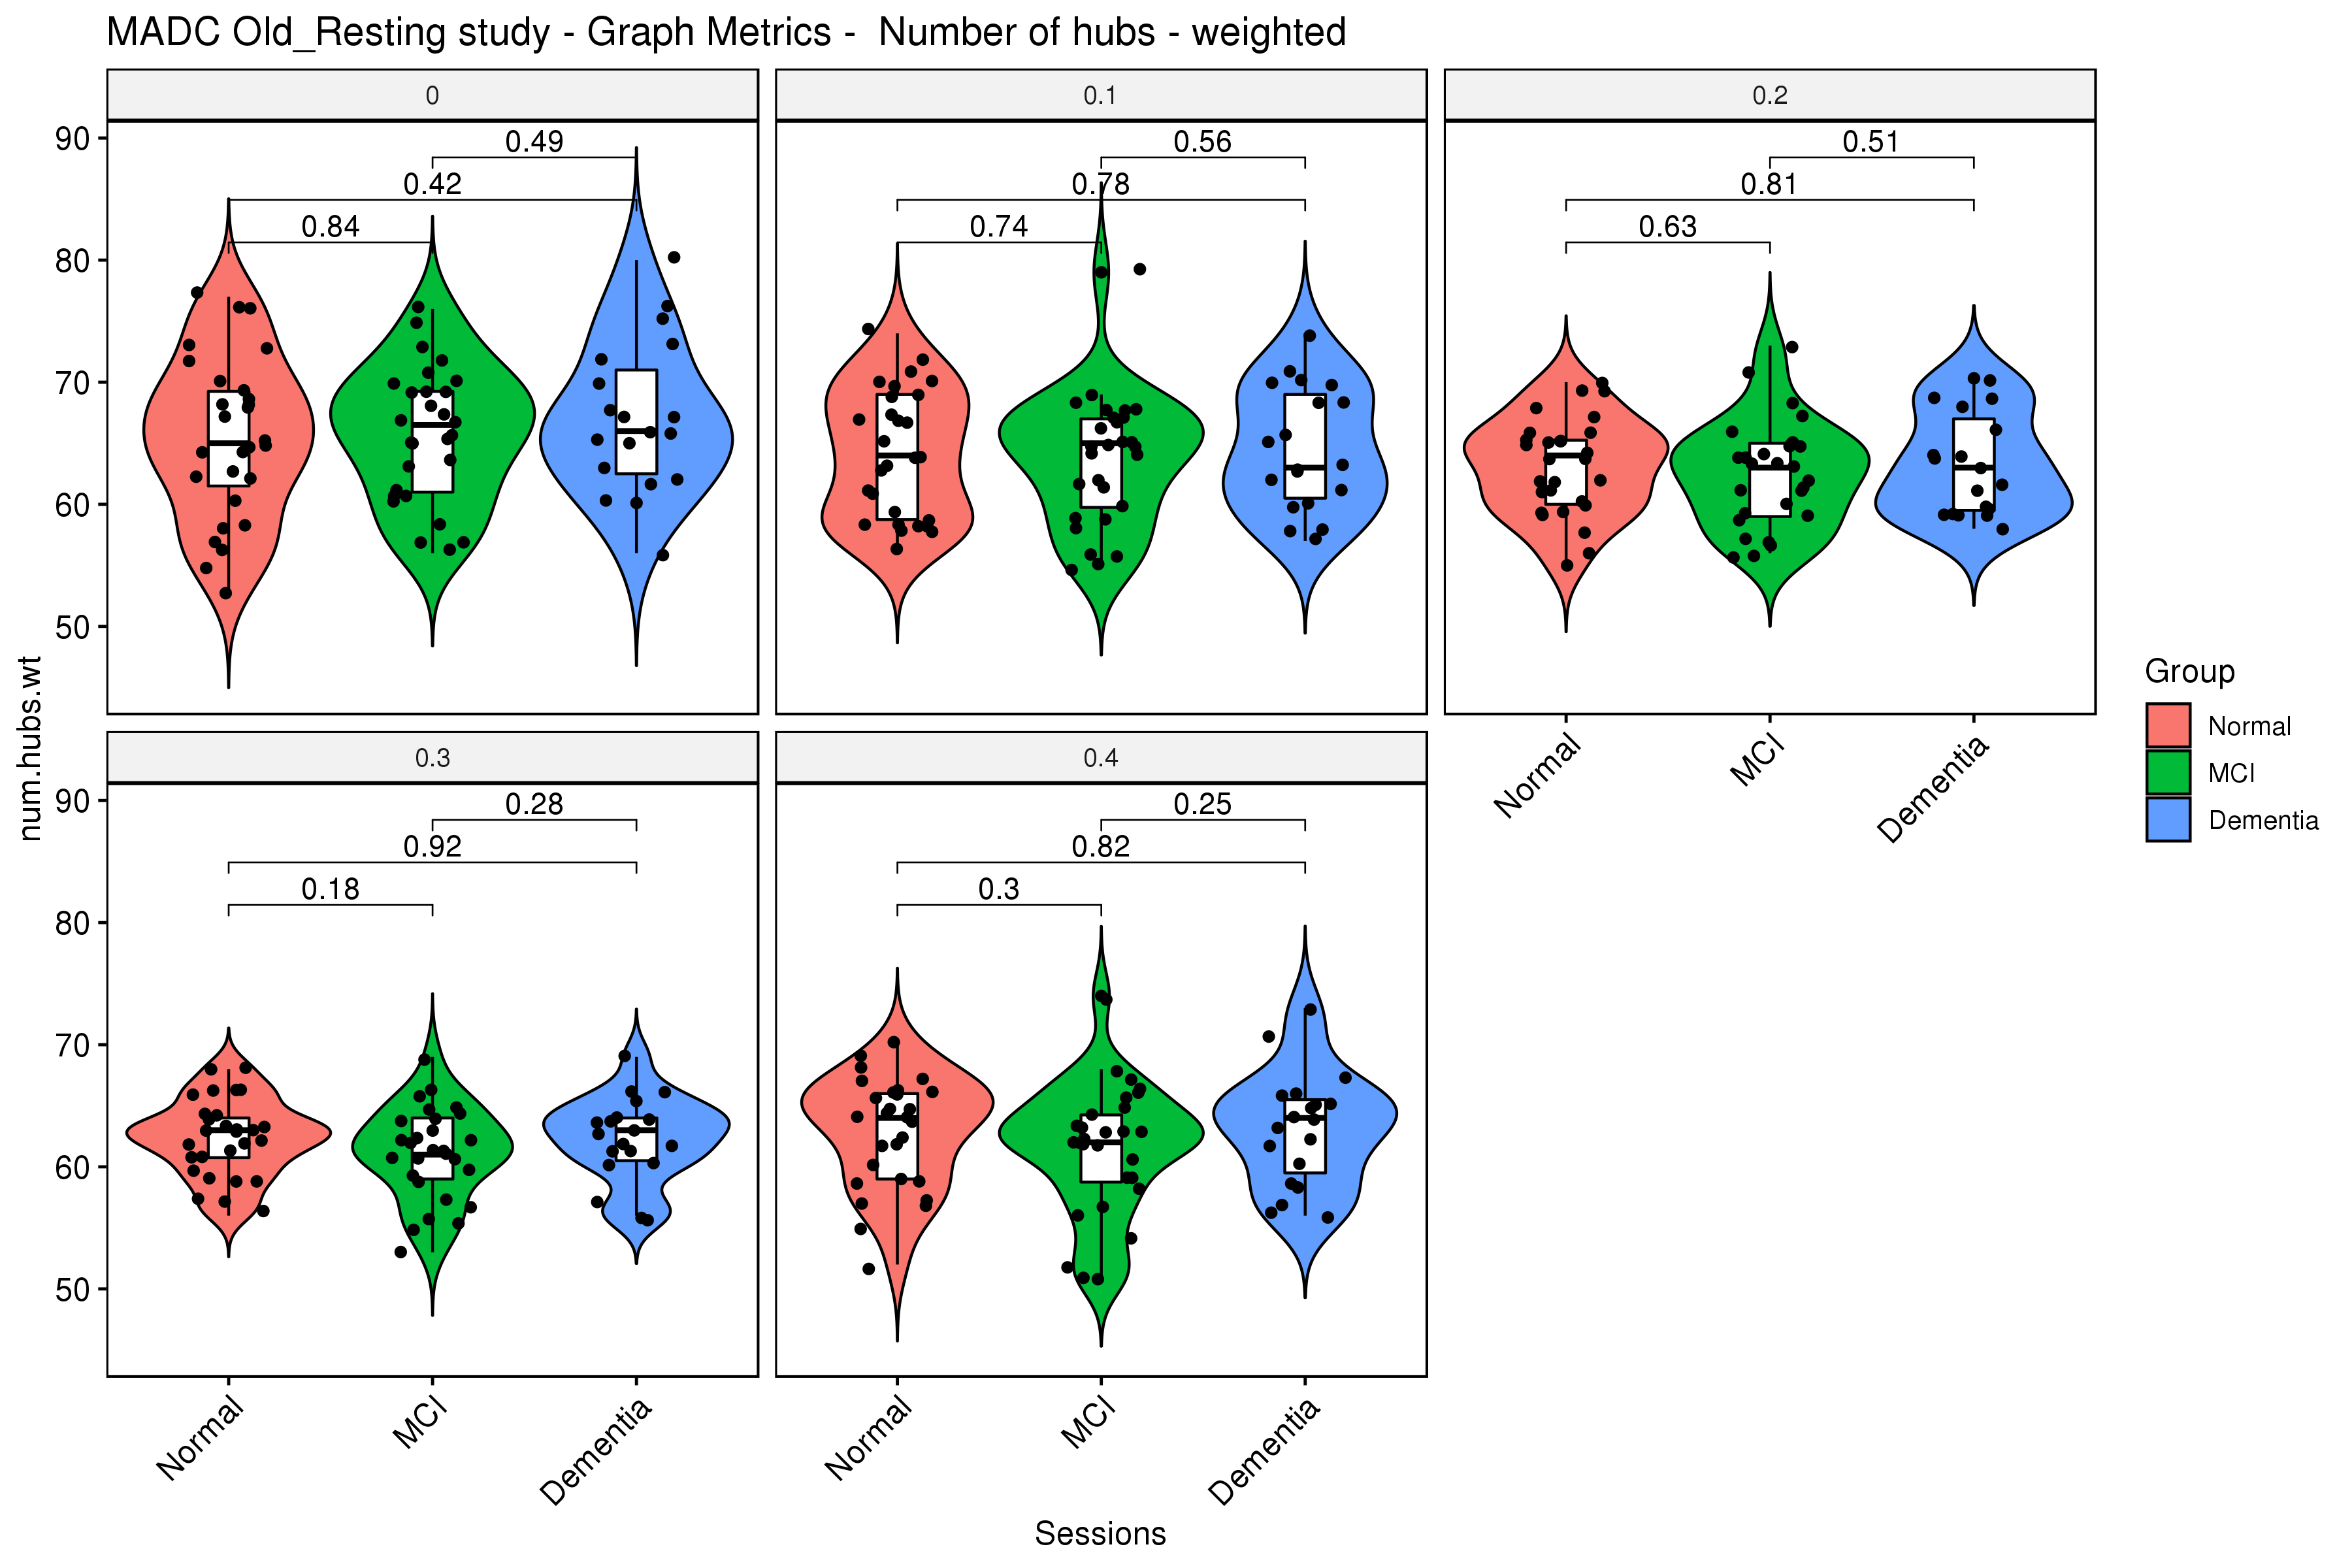 MADC Old_Resting study - Graph Metrics -  Number of hubs - weighted
0
0.1
0.2
90
80
70
60
50
0.49
0.42
0.84
0.56
0.78
0.74
0.51
0.81
0.63
Normal
MCI
Dementia
num.hubs.wt
Group
Normal
MCI
Dementia
0.3
0.4
90
80
70
60
50
0.28
0.92
0.18
0.25
0.82
0.3
Normal
MCI
Dementia
Normal
MCI
Dementia
Sessions